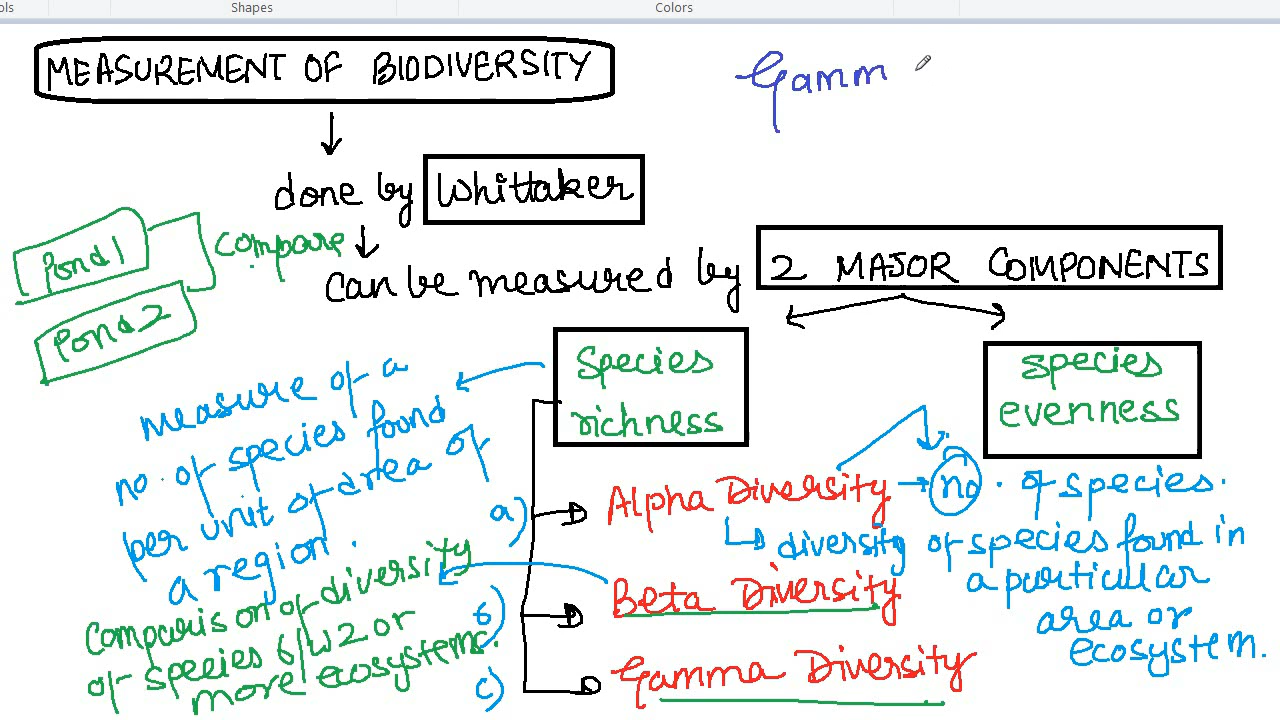 ols
Shapes
Colors
MEASUREMENT OF BIODIVERSITY
Gamm
done by Whittaker
Pond 1
compare
Pond 2
can be measured by 2 MAJOR COMPONENTS
Species
richness
species
evenness
measure of a
no. of species found
per unit of area of
a region.
a) Alpha Diversity → no. of species.
diversity of species found in
a particular
area or
ecosystem.
b) Beta Diversity
Comparison of diversity
of species b/w 2 or
more ecosystems.
c) Gamma Diversity